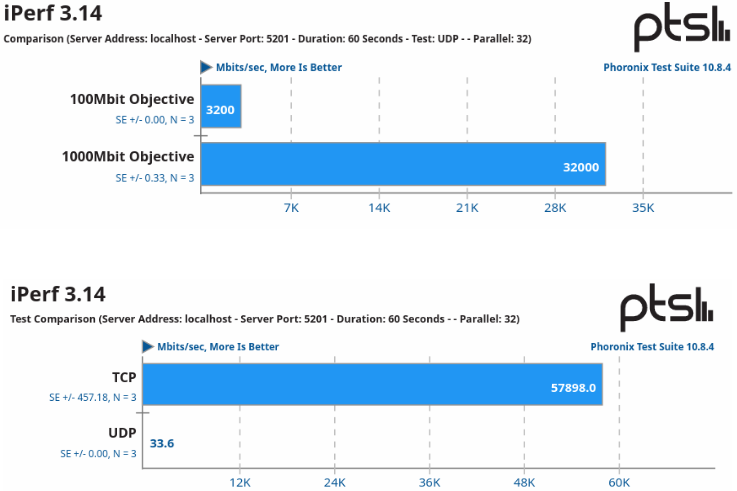 iPerf 3.14
Comparison (Server Address: localhost - Server Port: 5201 - Duration: 60 Seconds - Test: UDP - - Parallel: 32)
ptsl
Mbits/sec, More Is Better
Phoronix Test Suite 10.8.4
100Mbit Objective
SE +/- 0.00, N = 3
3200
1000Mbit Objective
SE +/- 0.33, N = 3
32000
7K 14K 21K 28K 35K
iPerf 3.14
Test Comparison (Server Address: localhost - Server Port: 5201 - Duration: 60 Seconds - - Parallel: 32)
ptsl
Mbits/sec, More Is Better
Phoronix Test Suite 10.8.4
TCP
SE +/- 457.18, N = 3
57898.0
UDP
SE +/- 0.00, N = 3
33.6
12K 24K 36K 48K 60K